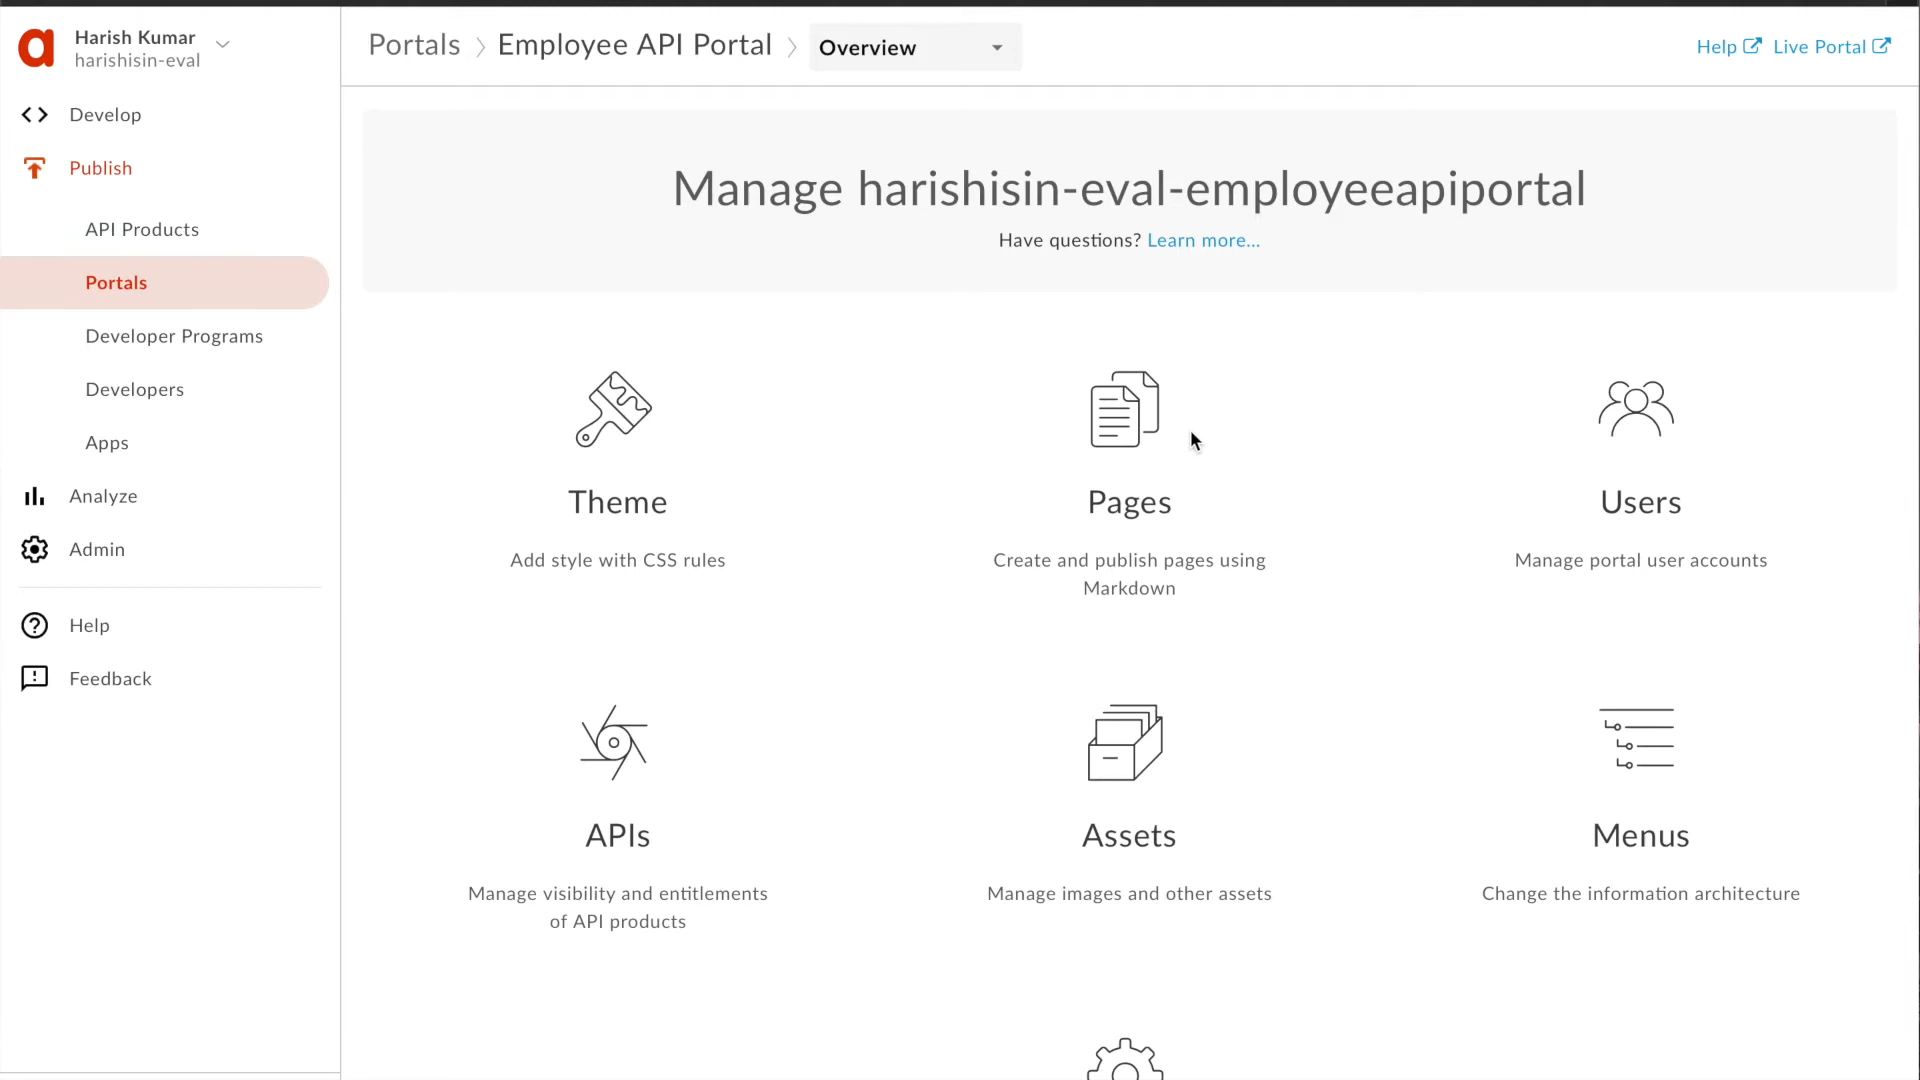 Harish Kumar
harishisin-eval
Develop
Publish
API Products
Portals
Developer Programs
Developers
Apps
Analyze
Admin
Help
Feedback
Portals > Employee API Portal > Overview
Help Live Portal
Manage harishisin-eval-employeeapiportal
Have questions? Learn more...
Theme
Add style with CSS rules
Pages
Create and publish pages using
Markdown
Users
Manage portal user accounts
APIs
Manage visibility and entitlements
of API products
Assets
Manage images and other assets
Menus
Change the information architecture